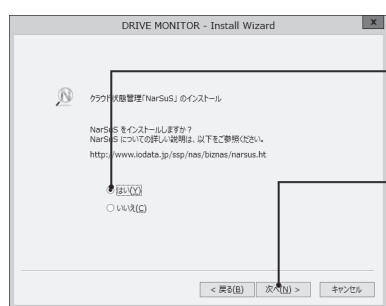 DRIVE MONITOR - Install Wizard
x
クラウド状態管理「NarSuS」のインストール
NarSuS をインストールしますか？
NarSuS についての詳しい説明は、以下をご参照ください。
http://www.iodata.jp/ssp/nas/biznas/narsus.ht
はい(Y)
いいえ(C)
< 戻る(B)
次へ(N) >
キャンセル